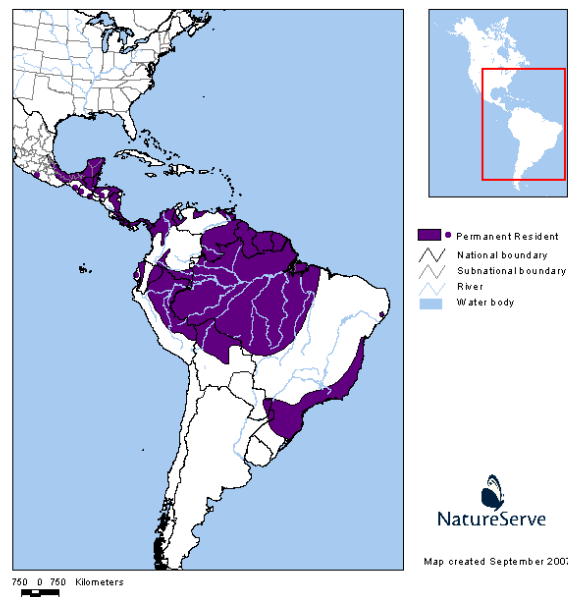 Permanent Resident
National boundary
Subnational boundary
River
Water body
NatureServe
Map created September 2007
750 0 750 Kilometers